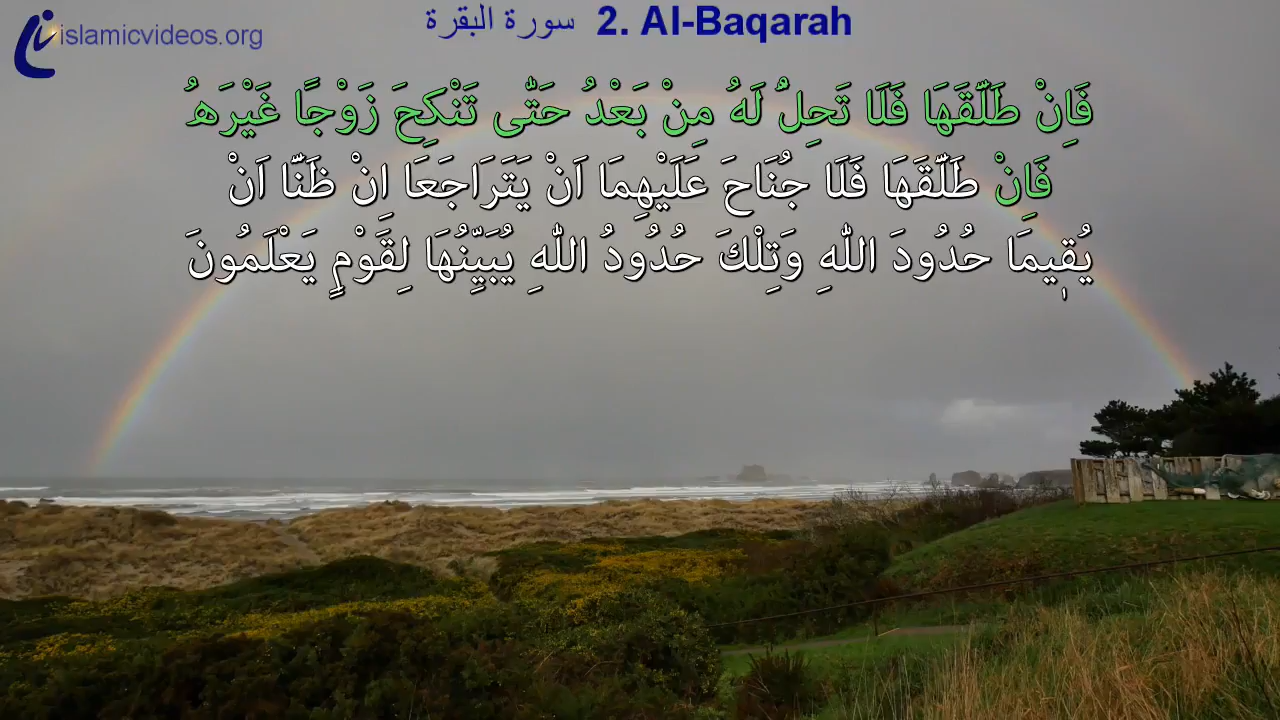 islamicvideos.org
سورة البقرة 2. Al-Baqarah
فَاِنْ طَلَّقَهَا فَلَا تَحِلُّ لَهُ مِنْ بَعْدُ حَتّٰى تَنْكِحَ زَوْجًا غَيْرَهُ
فَاِنْ طَلَّقَهَا فَلَا جُنَاحَ عَلَيْهِمَا اَنْ يَتَرَاجَعَا اِنْ ظَنَّا اَنْ
يُقٖيمَا حُدُودَ اللّٰهِ وَتِلْكَ حُدُودُ اللّٰهِ يُبَيِّنُهَا لِقَوْمٍ يَعْلَمُونَ